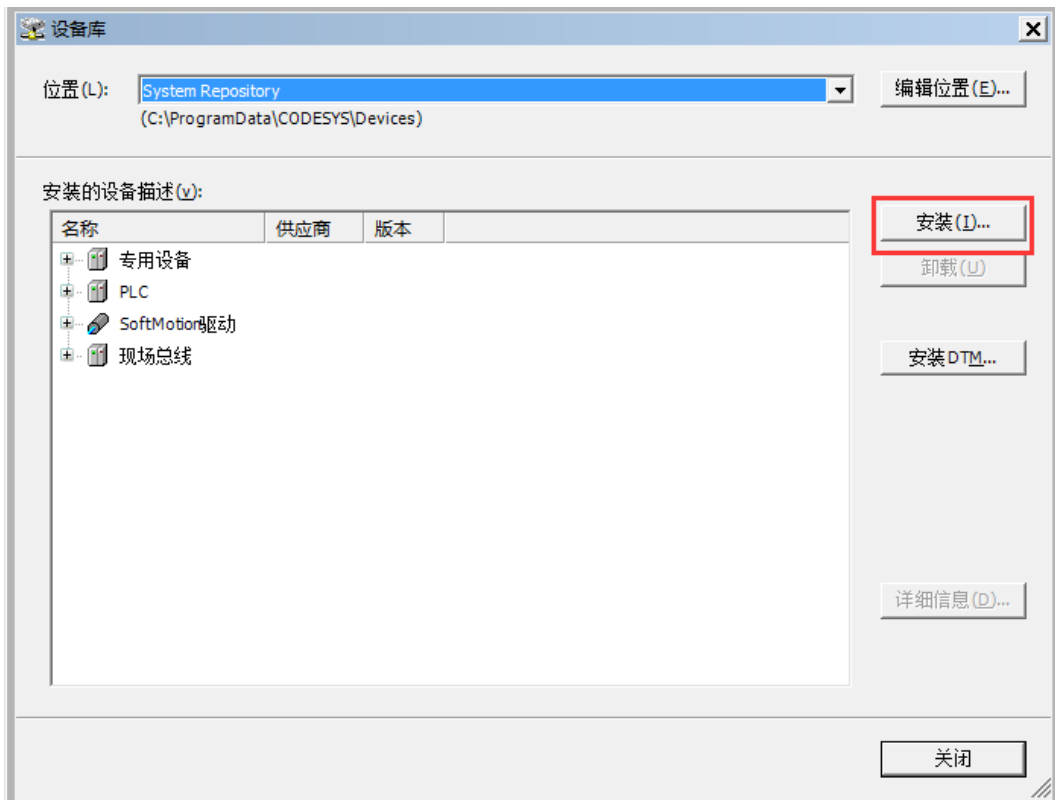 设备库
位置(L): System Repository 编辑位置(E)...
(C:\ProgramData\CODESYS\Devices)
安装的设备描述(v):
名称 供应商 版本 安装(I)...
专用设备 卸载(U)
PLC
SoftMotion驱动
现场总线 安装DTM...
详细信息(D)...
关闭